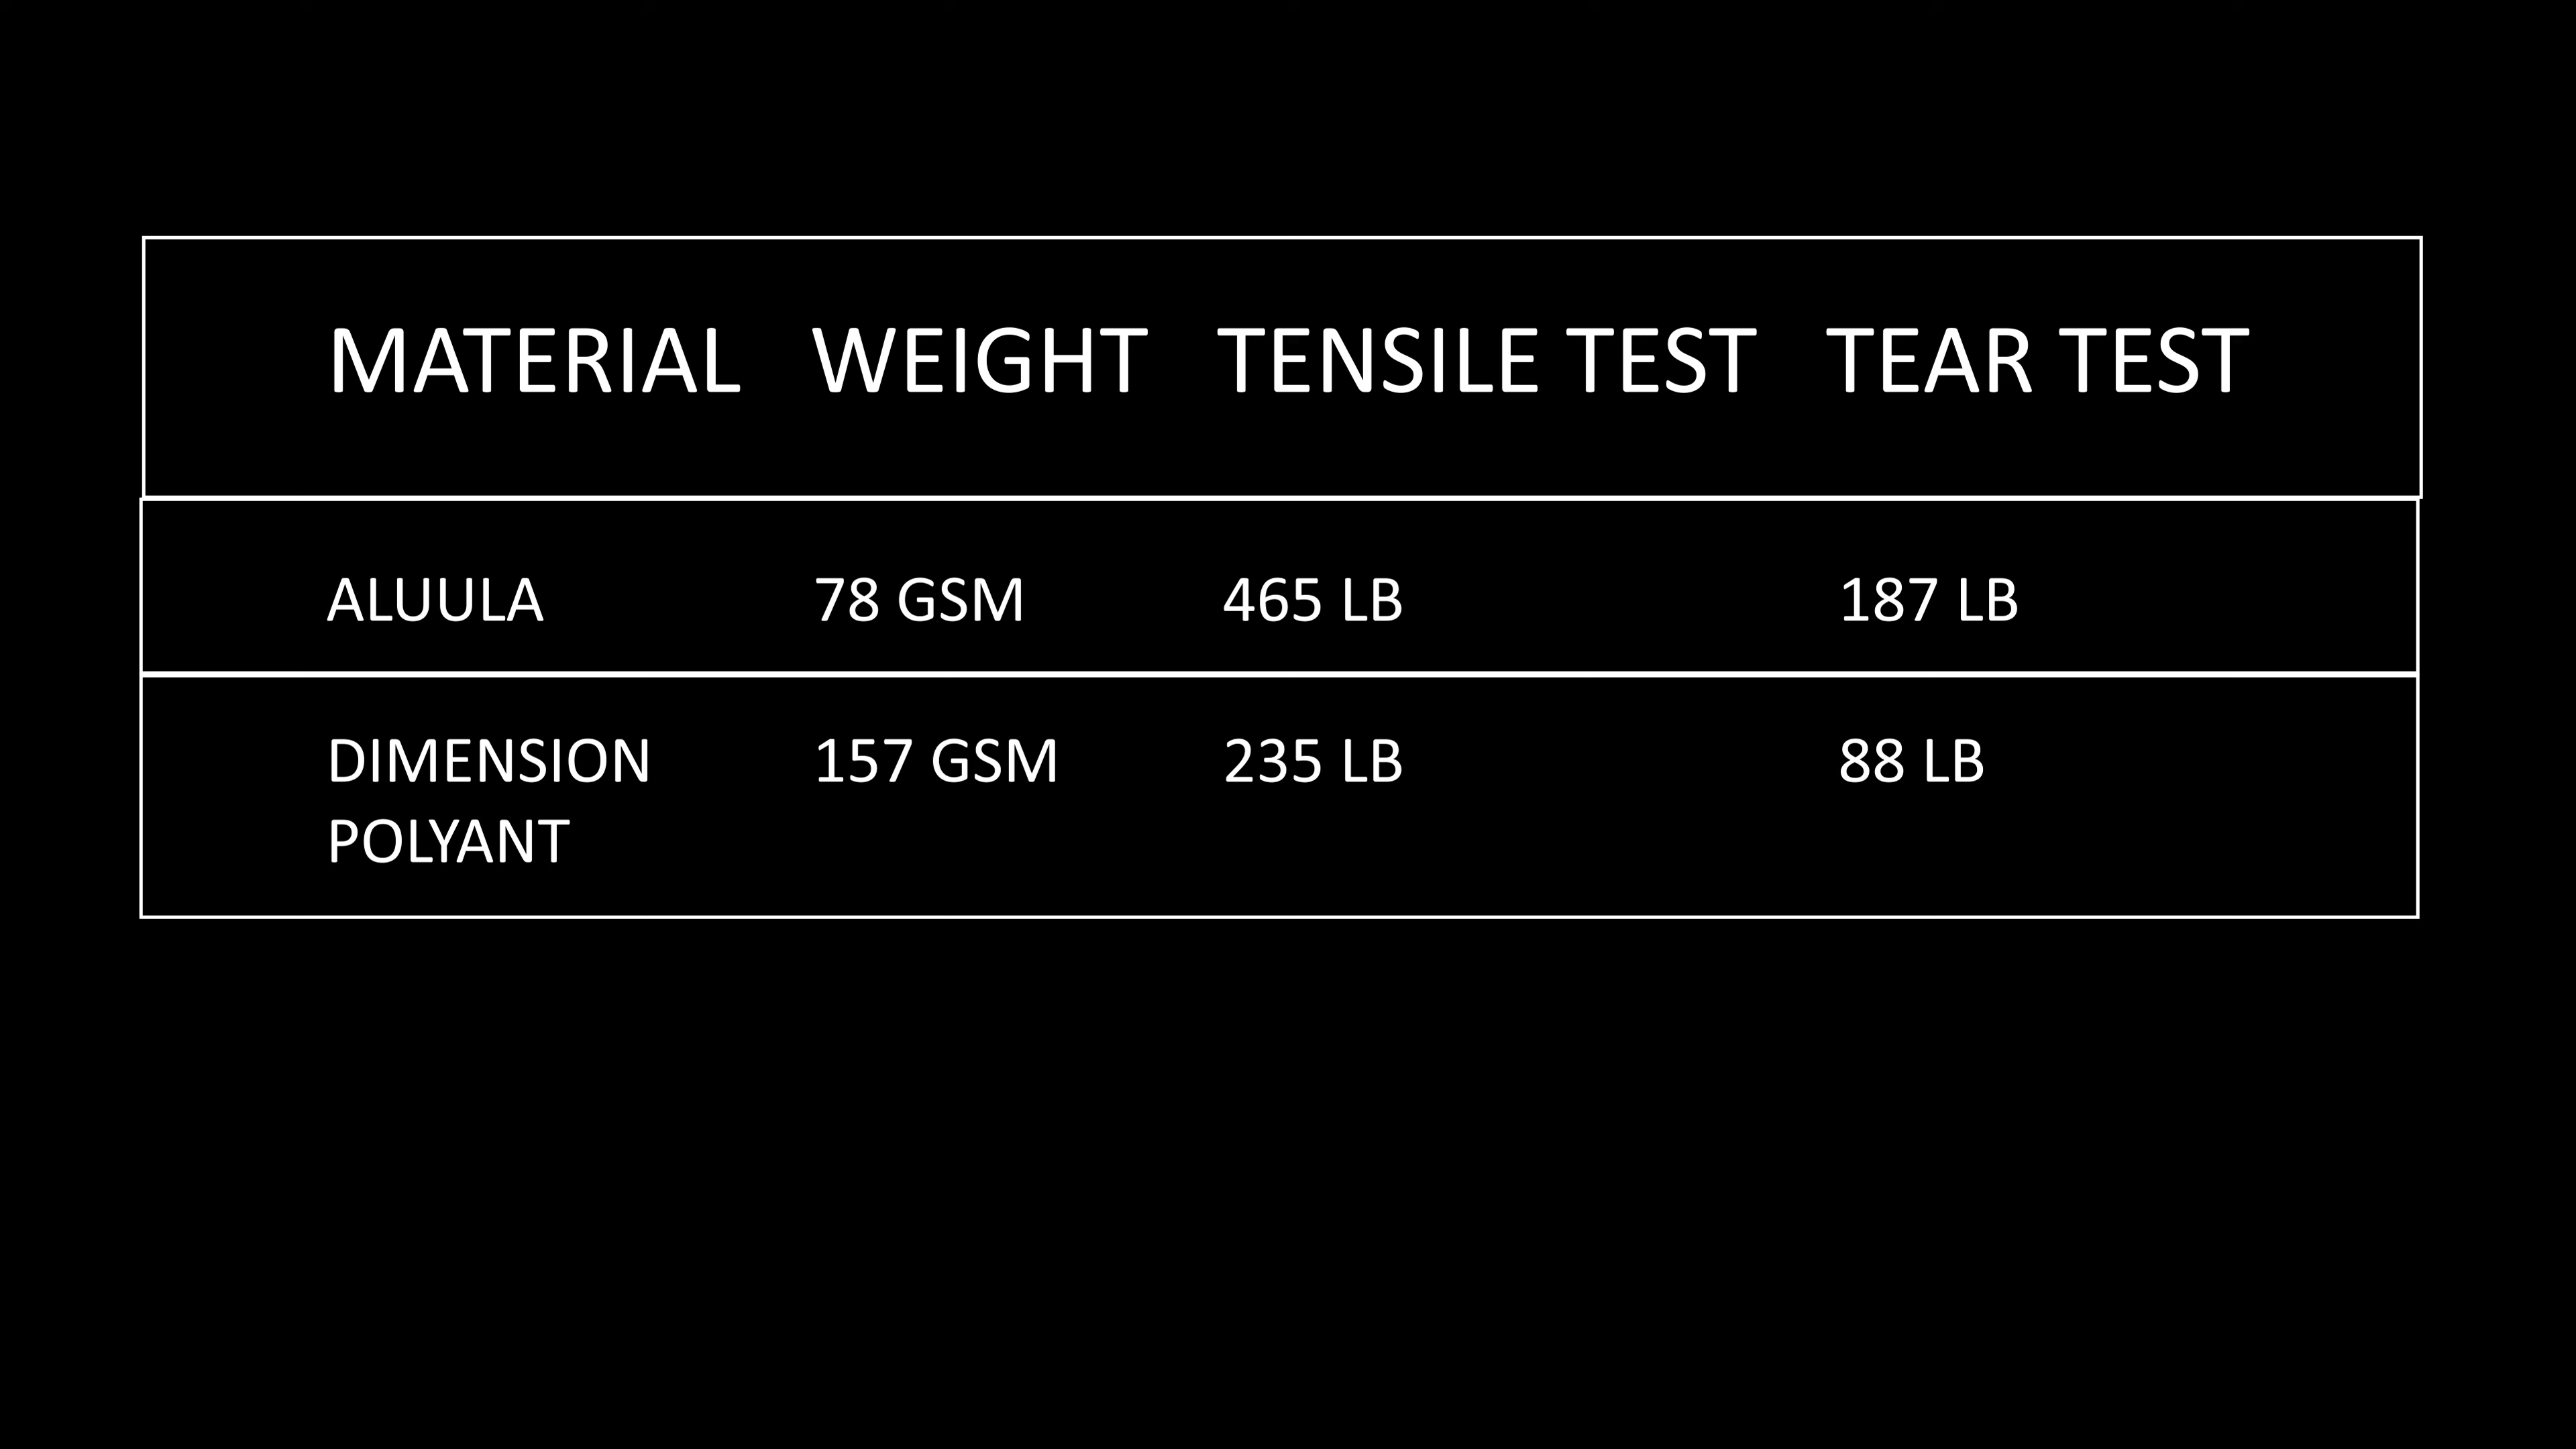 MATERIAL WEIGHT TENSILE TEST TEAR TEST
ALUULA 78 GSM 465 LB 187 LB
DIMENSION 157 GSM 235 LB 88 LB
POLYANT